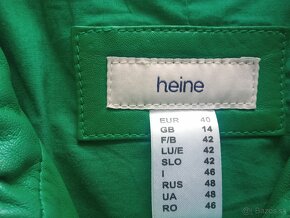 heine
EUR 40
GB 14
F/B 42
LU/E 42
SLO 42
I 46
RUS 48
UA 48
RO 46